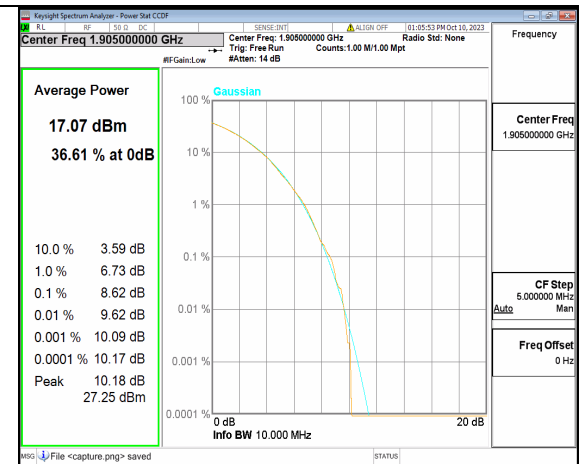 Keysight Spectrum Analyzer - Power Stat CCDF
RL RF 50 Ω DC SENSE:INT ALIGN OFF 01:05:53 PM Oct 10, 2023
Center Freq 1.905000000 GHz
Center Freq: 1.905000000 GHz Radio Std: None
Trig: Free Run Counts:1.00 M/1.00 Mpt
#IFGain:Low #Atten: 14 dB
Frequency
Average Power
17.07 dBm
36.61 % at 0dB
10.0 % 3.59 dB
1.0 % 6.73 dB
0.1 % 8.62 dB
0.01 % 9.62 dB
0.001 % 10.09 dB
0.0001 % 10.17 dB
Peak 10.18 dB
27.25 dBm
Gaussian
100 %
10 %
1 %
0.1 %
0.01 %
0.001 %
0.0001 %
0 dB 20 dB
Info BW 10.000 MHz
Center Freq
1.905000000 GHz
CF Step
5.000000 MHz
Auto Man
Freq Offset
0 Hz
MSG File <capture.png> saved STATUS